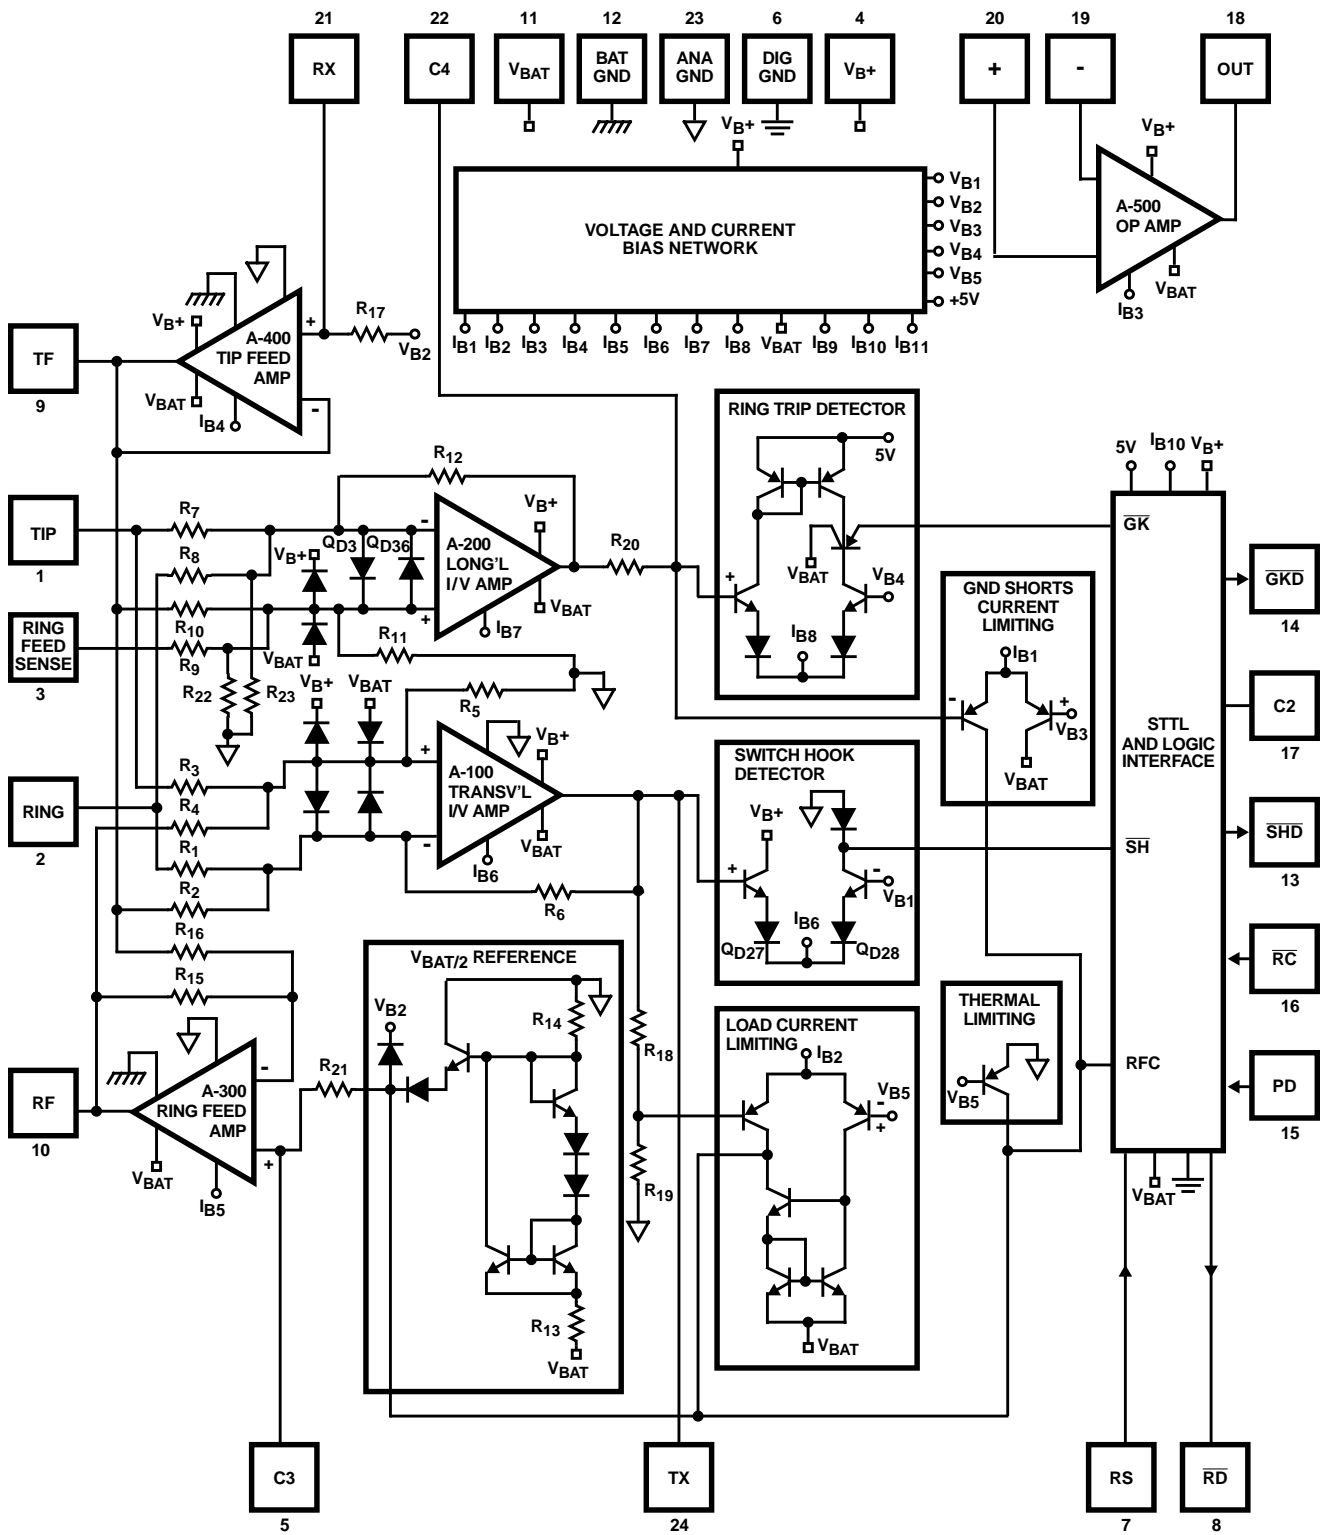 21 22 11 12 23 6 4 20 19 18
RX
C4
VBAT
BAT
GND
ANA
GND
DIG
GND
VB+
+
-
OUT
VB+
VOLTAGE AND CURRENT
BIAS NETWORK
VB1
VB2
VB3
VB4
VB5
+5V
IB1 IB2 IB3 IB4 IB5 IB6 IB7 IB8 VBAT IB9 IB10 IB11
VB+
A-500
OP AMP
VBAT
IB3
TF
9
VB+
A-400
TIP FEED
AMP
+
-
VBAT
IB4
R17
VB2
TIP
1
R7
R8
R10
R9
R22
R23
RING
FEED
SENSE
3
R12
QD3
QD36
VB+
VBAT
-
+
A-200
LONG'L
I/V AMP
VB+
VBAT
IB7
R20
R11
R5
RING TRIP DETECTOR
5V
VBAT
VB4
+
IB8
GND SHORTS
CURRENT
LIMITING
IB1
-
+
VB3
VBAT
5V
IB10
VB+
GK
STTL
AND LOGIC
INTERFACE
SH
RFC
VBAT
GKD
14
C2
17
SHD
13
RC
16
PD
15
RING
2
R3
R4
R1
R2
R16
R15
VB+
VBAT
+
-
A-100
TRANSV'L
I/V AMP
VB+
VBAT
IB6
R6
SWITCH HOOK
DETECTOR
VB+
+
-
VB1
IB6
QD27
QD28
VBAT/2 REFERENCE
VB2
R14
R13
VBAT
R18
R19
LOAD CURRENT
LIMITING
IB2
-
VB5
+
VBAT
THERMAL
LIMITING
VB5
RF
10
A-300
RING FEED
AMP
-
+
VBAT
IB5
R21
C3
5
TX
24
RS
7
RD
8